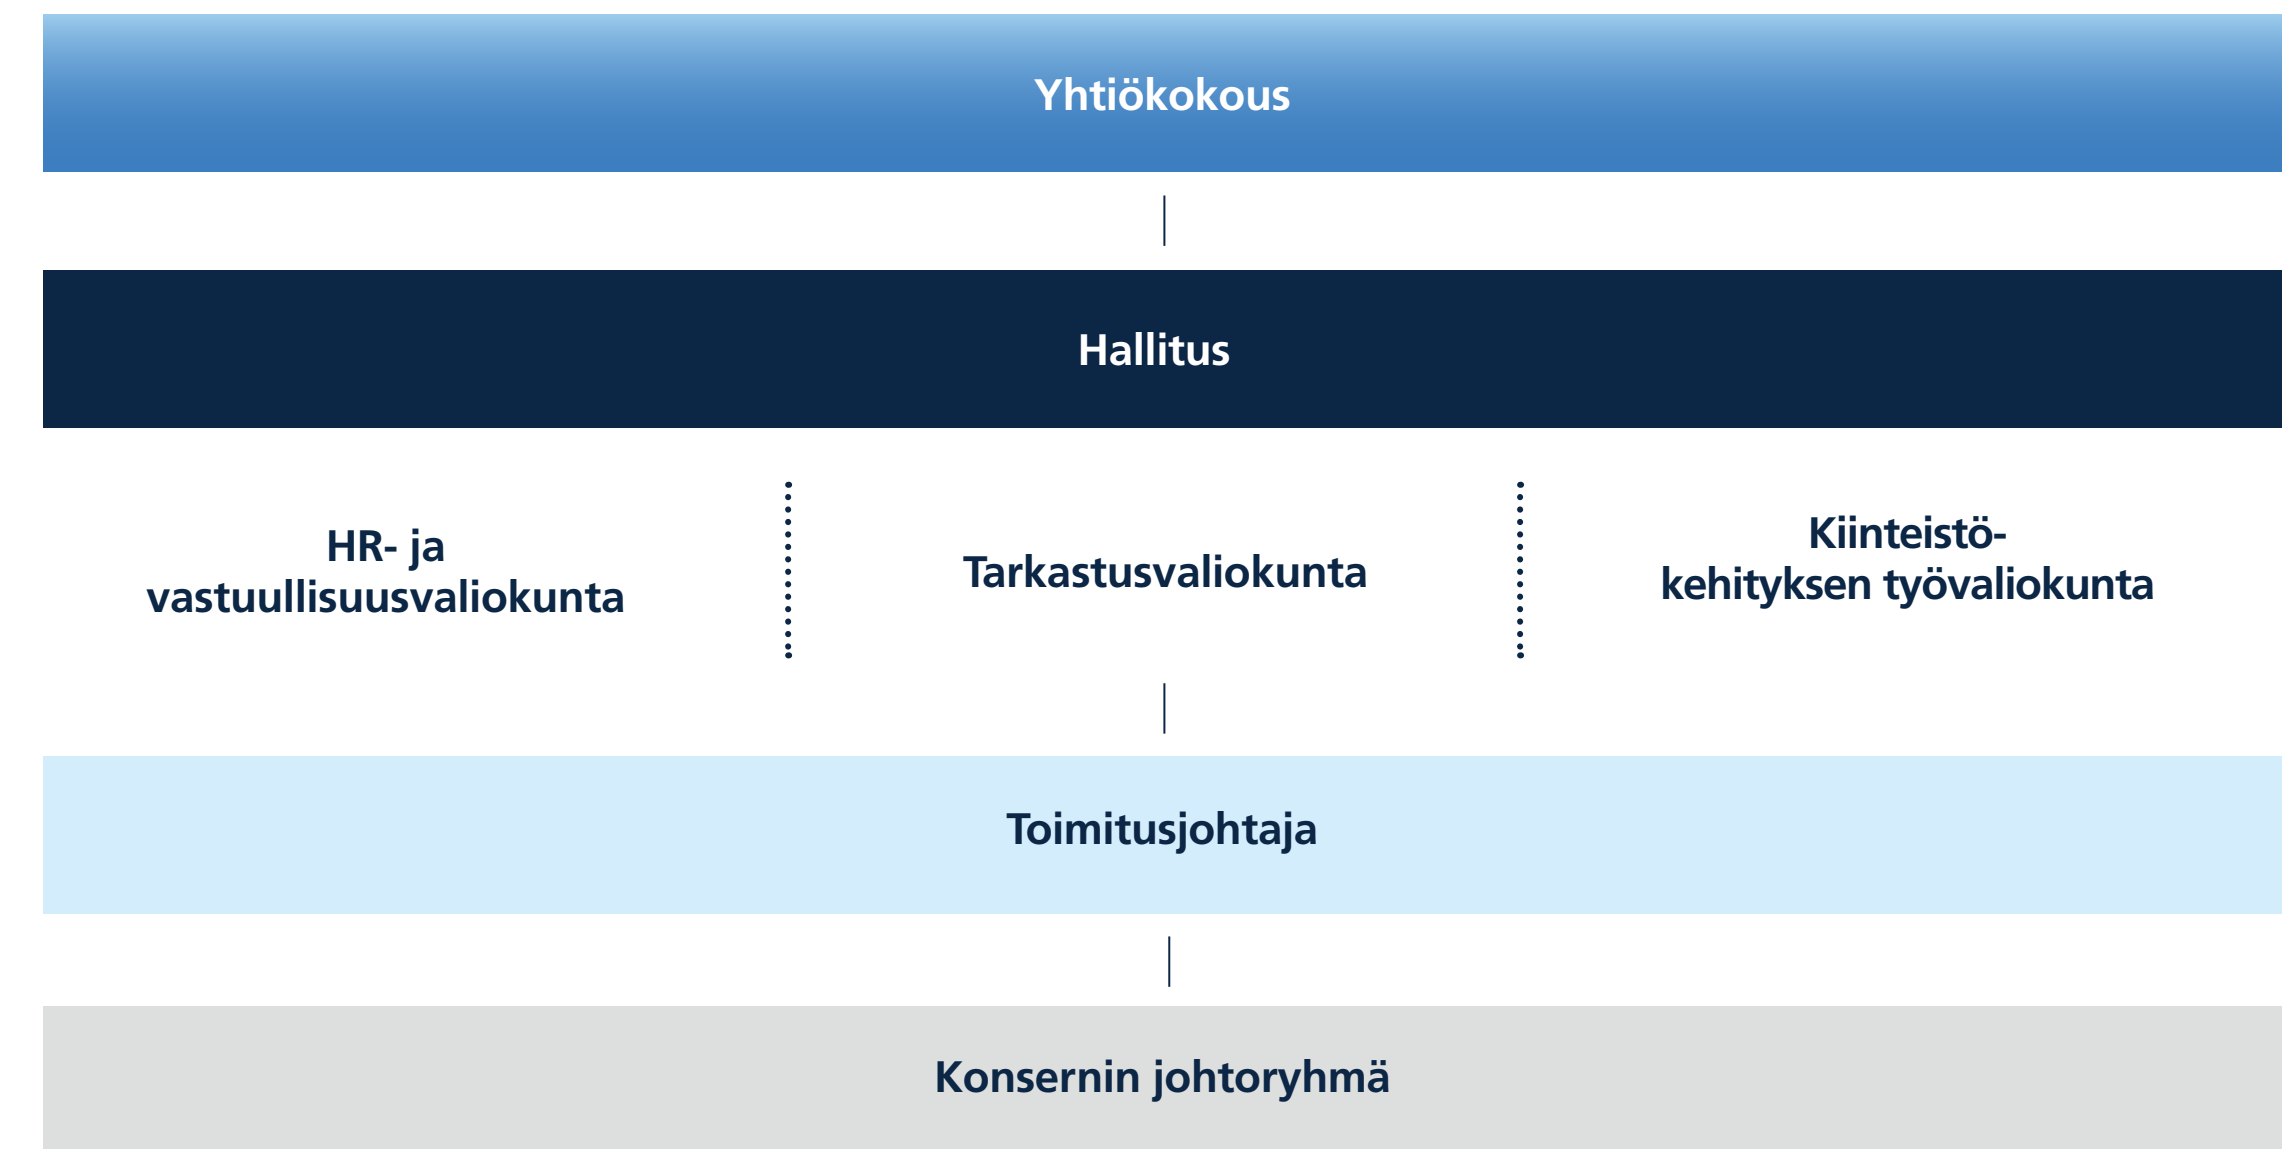 Yhtiökokous
Hallitus
HR- ja
vastuullisuusvaliokunta
Tarkastusvaliokunta
Kiinteistö-
kehityksen työvaliokunta
Toimitusjohtaja
Konsernin johtoryhmä